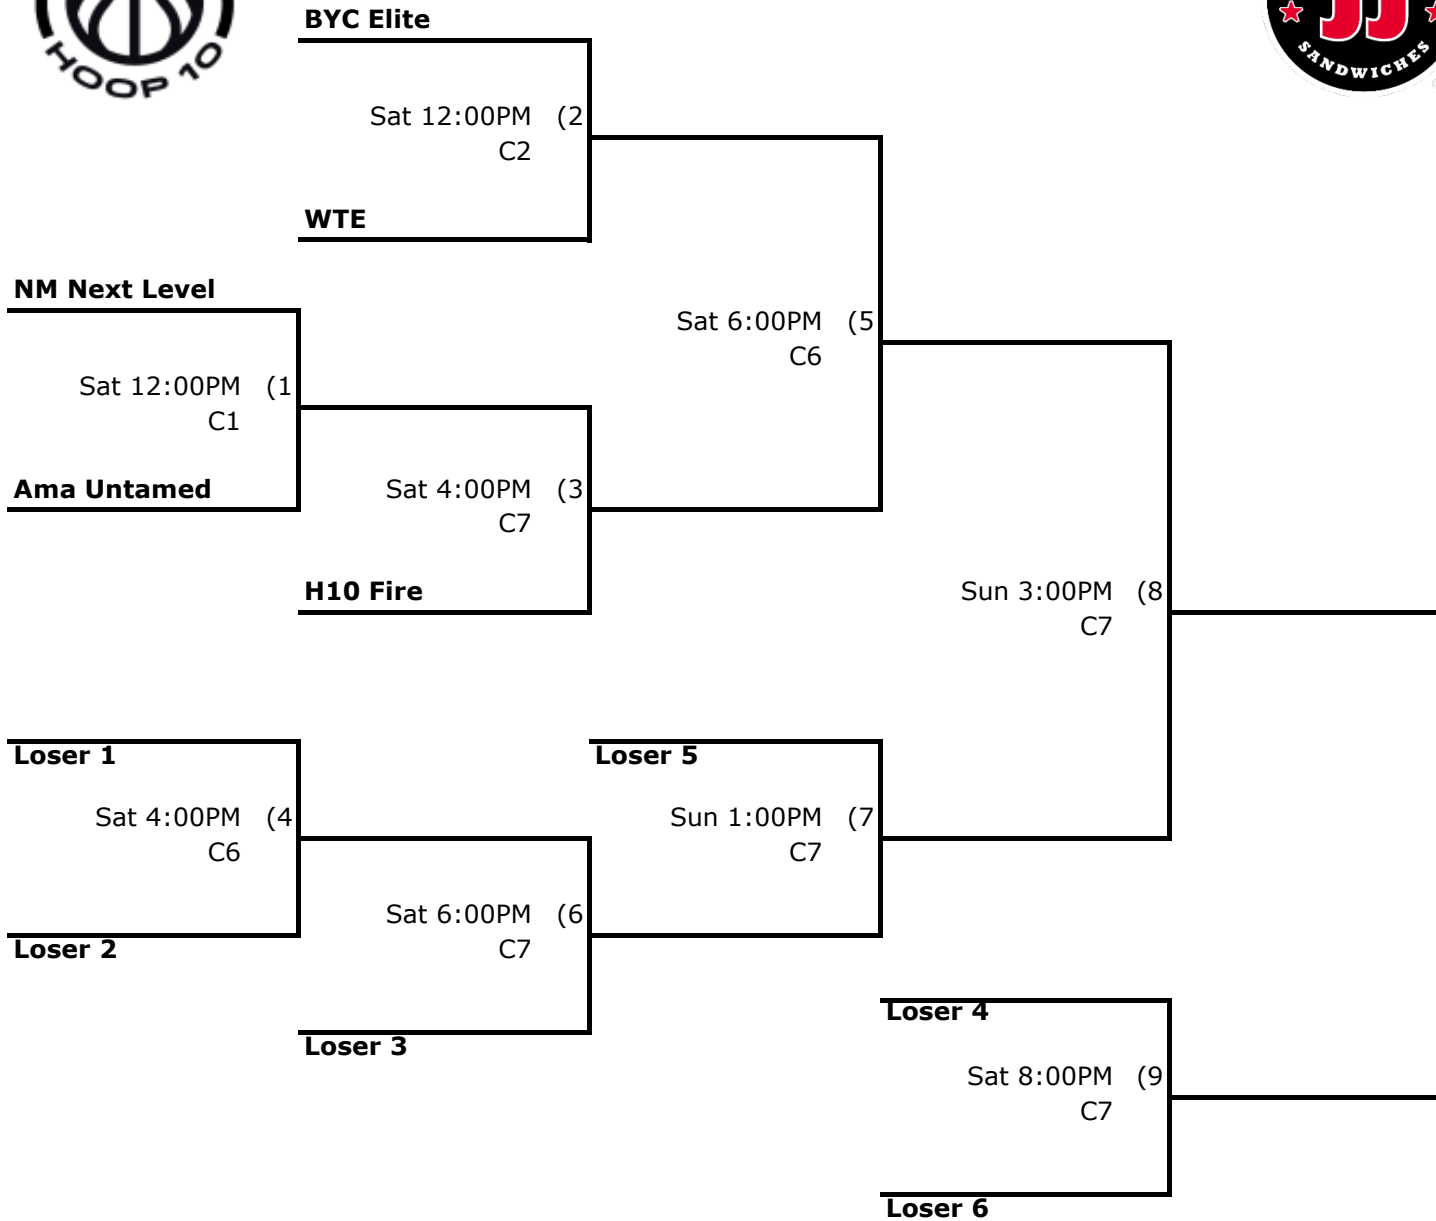 HOOP 10
JJ
SANDWICHES
BYC Elite
Sat 12:00PM (2
C2
WTE
NM Next Level
Sat 12:00PM (1
C1
Ama Untamed
Sat 6:00PM (5
C6
Sat 4:00PM (3
C7
H10 Fire
Sun 3:00PM (8
C7
Loser 1
Sat 4:00PM (4
C6
Loser 2
Loser 5
Sun 1:00PM (7
C7
Sat 6:00PM (6
C7
Loser 3
Loser 4
Sat 8:00PM (9
C7
Loser 6